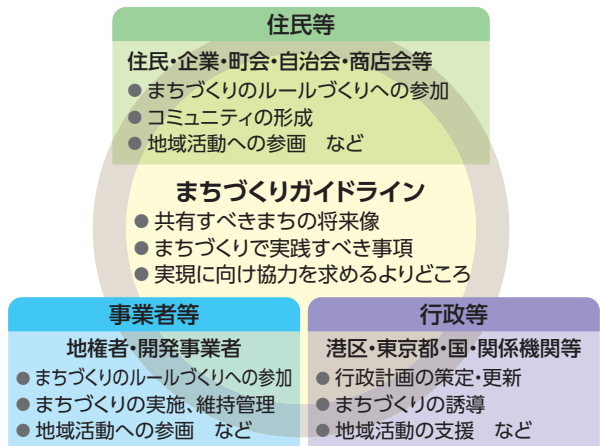 住民等
住民・企業・町会・自治会・商店会等
● まちづくりのルールづくりへの参加
● コミュニティの形成
● 地域活動への参画　など
まちづくりガイドライン
● 共有すべきまちの将来像
● まちづくりで実践すべき事項
● 実現に向け協力を求めるよりどころ
事業者等
地権者・開発事業者
● まちづくりのルールづくりへの参加
● まちづくりの実施、維持管理
● 地域活動への参画　など
行政等
港区・東京都・国・関係機関等
● 行政計画の策定・更新
● まちづくりの誘導
● 地域活動の支援　など